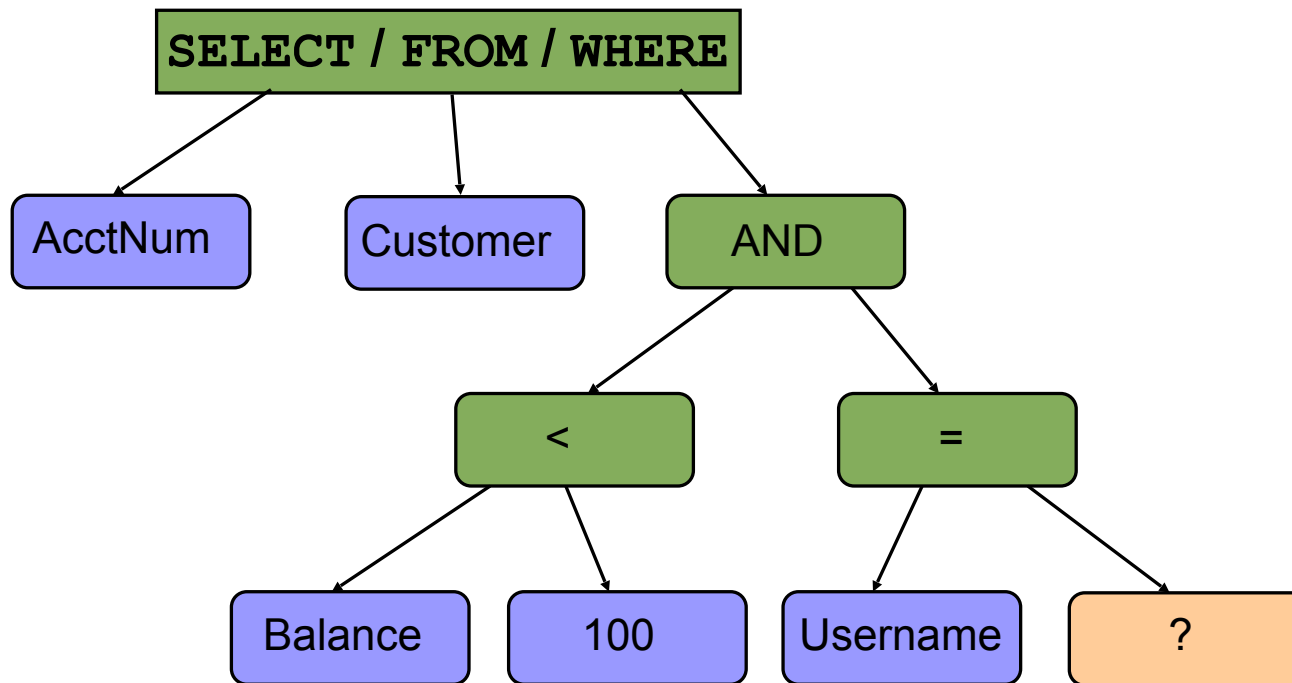 SELECT / FROM / WHERE
AcctNum
Customer
AND
<
=
Balance
100
Username
?